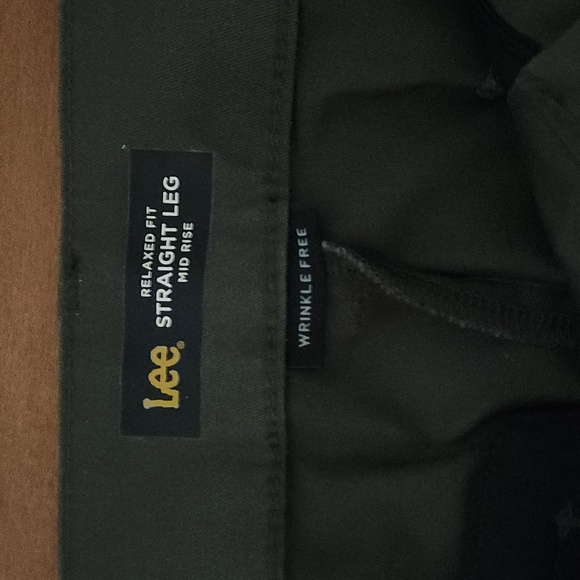 Lee®
RELAXED FIT
STRAIGHT LEG
MID RISE
WRINKLE FREE